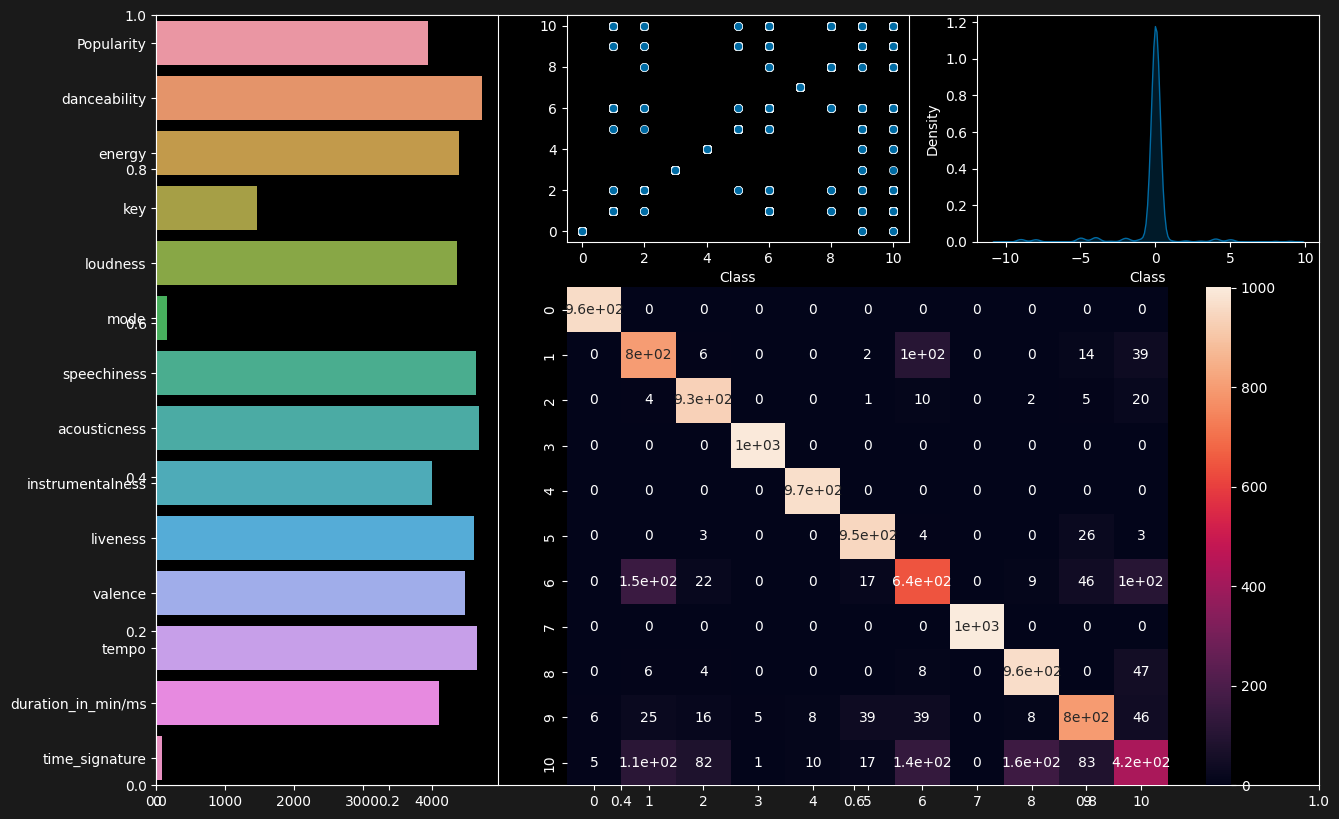 1.0
Popularity
danceability
energy
0.8
key
loudness
mode
0.6
speechiness
acousticness
0.4
instrumentalness
liveness
valence
0.2
tempo
duration_in_min/ms
time_signature
0.0
0 1000 2000 3000 4000
0.0 0.2 0.4 0.6 0.8 1.0
10
8
6
4
2
0
0 2 4 6 8 10
Class
1.2
1.0
0.8
0.6
0.4
0.2
0.0
Density
−10 −5 0 5 10
Class
0 9.6e+02 0 0 0 0 0 0 0 0 0 0
1 0 8e+02 6 0 0 2 1e+02 0 0 14 39
2 0 4 9.3e+02 0 0 1 10 0 2 5 20
3 0 0 0 1e+03 0 0 0 0 0 0 0
4 0 0 0 0 9.7e+02 0 0 0 0 0 0
5 0 0 3 0 0 9.5e+02 4 0 0 26 3
6 0 1.5e+02 22 0 0 17 6.4e+02 0 9 46 1e+02
7 0 0 0 0 0 0 0 1e+03 0 0 0
8 0 6 4 0 0 0 8 0 9.6e+02 0 47
9 6 25 16 5 8 39 39 0 8 8e+02 46
10 5 1.1e+02 82 1 10 17 1.4e+02 0 1.6e+02 83 4.2e+02
0 1 2 3 4 5 6 7 8 9 10
1000
800
600
400
200
0